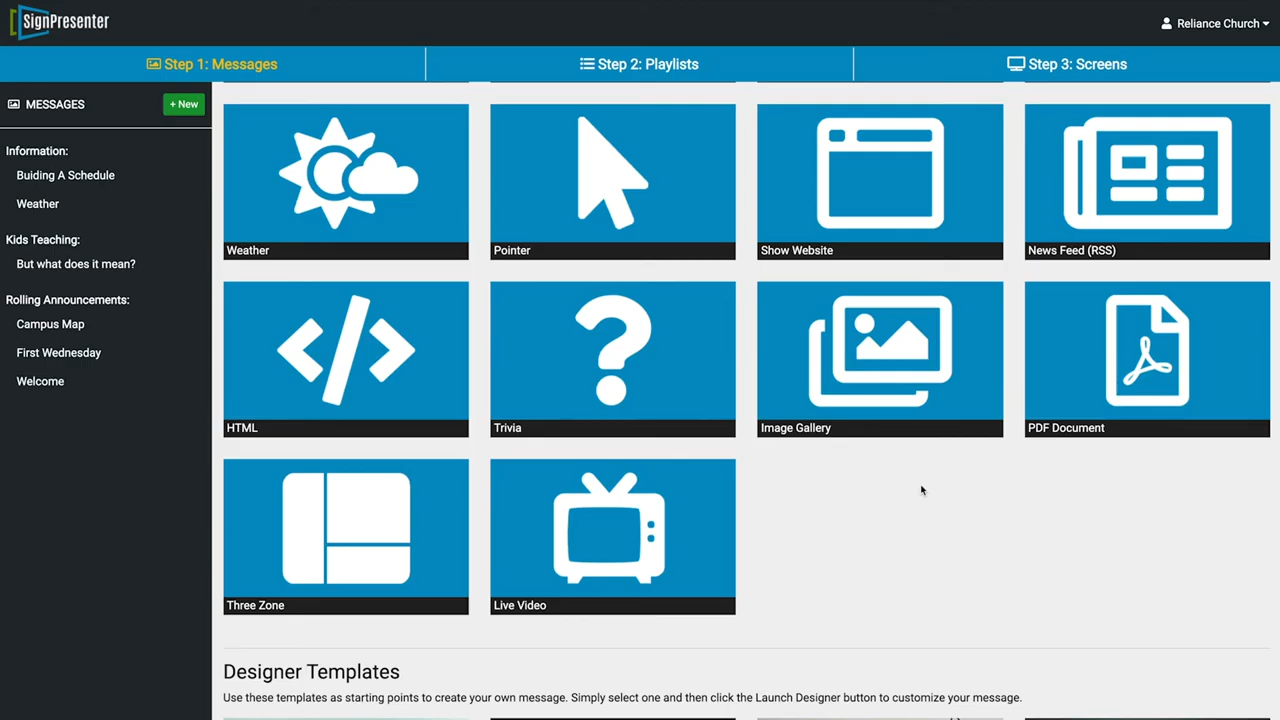 SignPresenter
Reliance Church
Step 1: Messages
Step 2: Playlists
Step 3: Screens
MESSAGES
+ New
Information:
Buiding A Schedule
Weather
Kids Teaching:
But what does it mean?
Rolling Announcements:
Campus Map
First Wednesday
Welcome
Weather
Pointer
Show Website
News Feed (RSS)
HTML
Trivia
Image Gallery
PDF Document
Three Zone
Live Video
Designer Templates
Use these templates as starting points to create your own message. Simply select one and then click the Launch Designer button to customize your message.